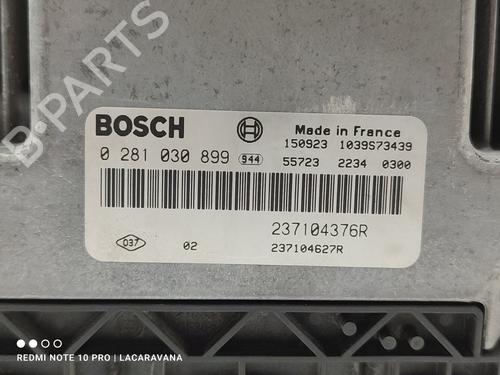 B-PARTS
BOSCH
Made in France
150923 1039S73439
0 281 030 899 944 55723 2234 0300
237104376R
037 02 237104627R
REDMI NOTE 10 PRO | LACARAVANA